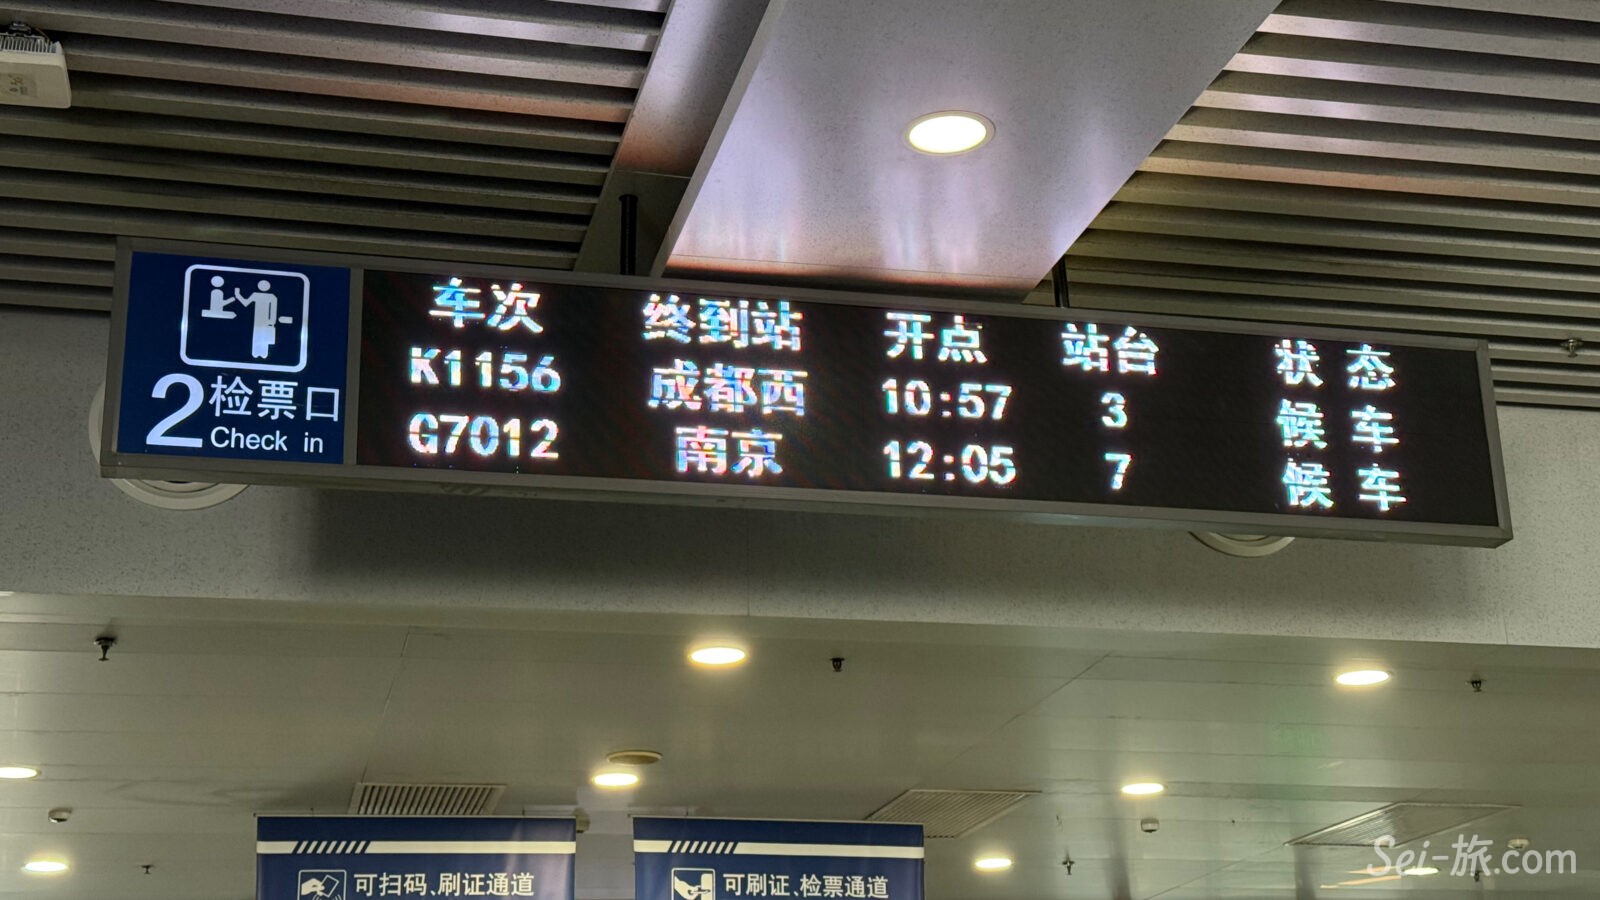 2 检票口
Check in
车次 终到站 开点 站台 状态
K1156 成都西 10:57 3 候车
G7012 南京 12:05 7 候车
可扫码、刷证通道
可刷证、检票通道
Sei-旅.com